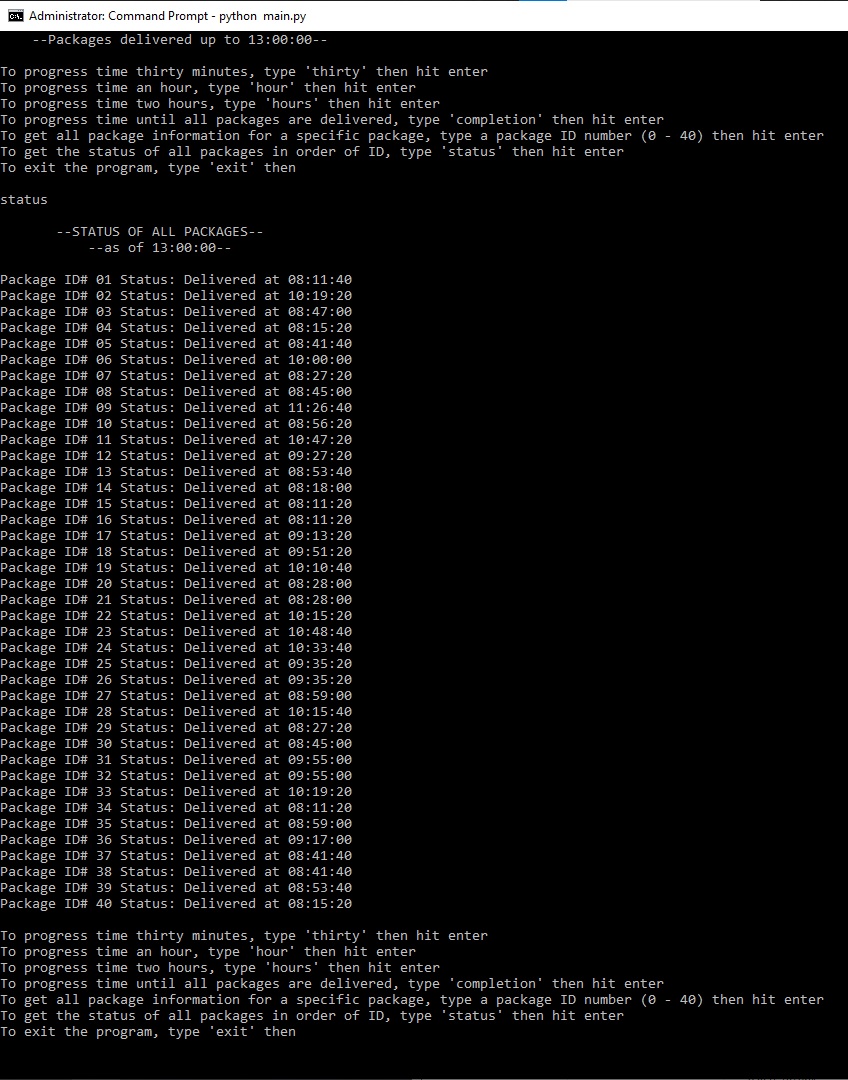 Administrator: Command Prompt - python  main.py
    --Packages delivered up to 13:00:00--
To progress time thirty minutes, type 'thirty' then hit enter
To progress time an hour, type 'hour' then hit enter
To progress time two hours, type 'hours' then hit enter
To progress time until all packages are delivered, type 'completion' then hit enter
To get all package information for a specific package, type a package ID number (0 - 40) then hit enter
To get the status of all packages in order of ID, type 'status' then hit enter
To exit the program, type 'exit' then
status
       --STATUS OF ALL PACKAGES--
           --as of 13:00:00--
Package ID# 01 Status: Delivered at 08:11:40
Package ID# 02 Status: Delivered at 10:19:20
Package ID# 03 Status: Delivered at 08:47:00
Package ID# 04 Status: Delivered at 08:15:20
Package ID# 05 Status: Delivered at 08:41:40
Package ID# 06 Status: Delivered at 10:00:00
Package ID# 07 Status: Delivered at 08:27:20
Package ID# 08 Status: Delivered at 08:45:00
Package ID# 09 Status: Delivered at 11:26:40
Package ID# 10 Status: Delivered at 08:56:20
Package ID# 11 Status: Delivered at 10:47:20
Package ID# 12 Status: Delivered at 09:27:20
Package ID# 13 Status: Delivered at 08:53:40
Package ID# 14 Status: Delivered at 08:18:00
Package ID# 15 Status: Delivered at 08:11:20
Package ID# 16 Status: Delivered at 08:11:20
Package ID# 17 Status: Delivered at 09:13:20
Package ID# 18 Status: Delivered at 09:51:20
Package ID# 19 Status: Delivered at 10:10:40
Package ID# 20 Status: Delivered at 08:28:00
Package ID# 21 Status: Delivered at 08:28:00
Package ID# 22 Status: Delivered at 10:15:20
Package ID# 23 Status: Delivered at 10:48:40
Package ID# 24 Status: Delivered at 10:33:40
Package ID# 25 Status: Delivered at 09:35:20
Package ID# 26 Status: Delivered at 09:35:20
Package ID# 27 Status: Delivered at 08:59:00
Package ID# 28 Status: Delivered at 10:15:40
Package ID# 29 Status: Delivered at 08:27:20
Package ID# 30 Status: Delivered at 08:45:00
Package ID# 31 Status: Delivered at 09:55:00
Package ID# 32 Status: Delivered at 09:55:00
Package ID# 33 Status: Delivered at 10:19:20
Package ID# 34 Status: Delivered at 08:11:20
Package ID# 35 Status: Delivered at 08:59:00
Package ID# 36 Status: Delivered at 09:17:00
Package ID# 37 Status: Delivered at 08:41:40
Package ID# 38 Status: Delivered at 08:41:40
Package ID# 39 Status: Delivered at 08:53:40
Package ID# 40 Status: Delivered at 08:15:20
To progress time thirty minutes, type 'thirty' then hit enter
To progress time an hour, type 'hour' then hit enter
To progress time two hours, type 'hours' then hit enter
To progress time until all packages are delivered, type 'completion' then hit enter
To get all package information for a specific package, type a package ID number (0 - 40) then hit enter
To get the status of all packages in order of ID, type 'status' then hit enter
To exit the program, type 'exit' then